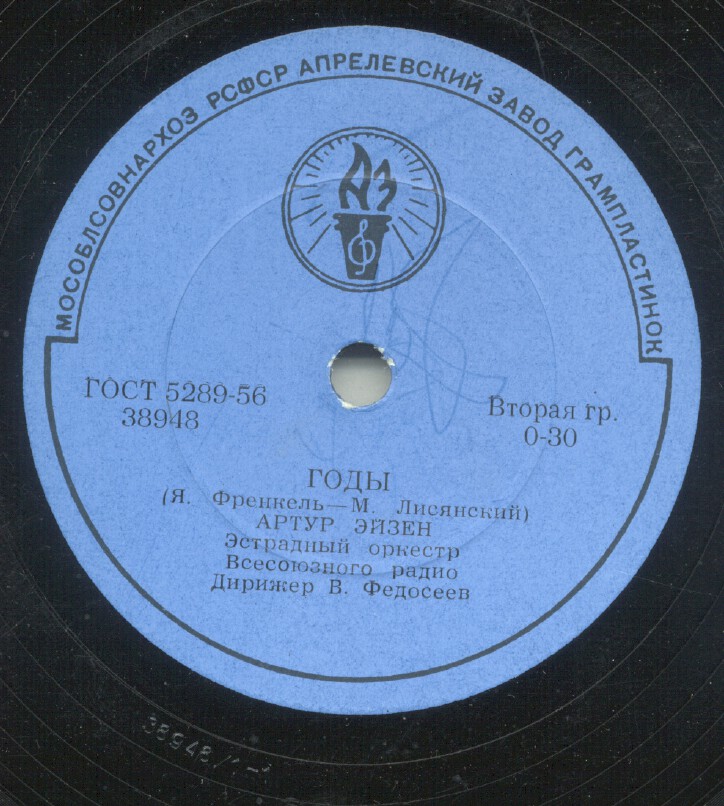 МОСОБЛСОВНАРХОЗ РСФСР АПРЕЛЕВСКИЙ ЗАВОД ГРАМПЛАСТИНОК
АЗ
ГОСТ 5289-56
38948
Вторая гр.
0-30
ГОДЫ
(Я. Френкель—М. Лисянский)
АРТУР ЭЙЗЕН
Эстрадный оркестр
Всесоюзного радио
Дирижер В. Федосеев
38948